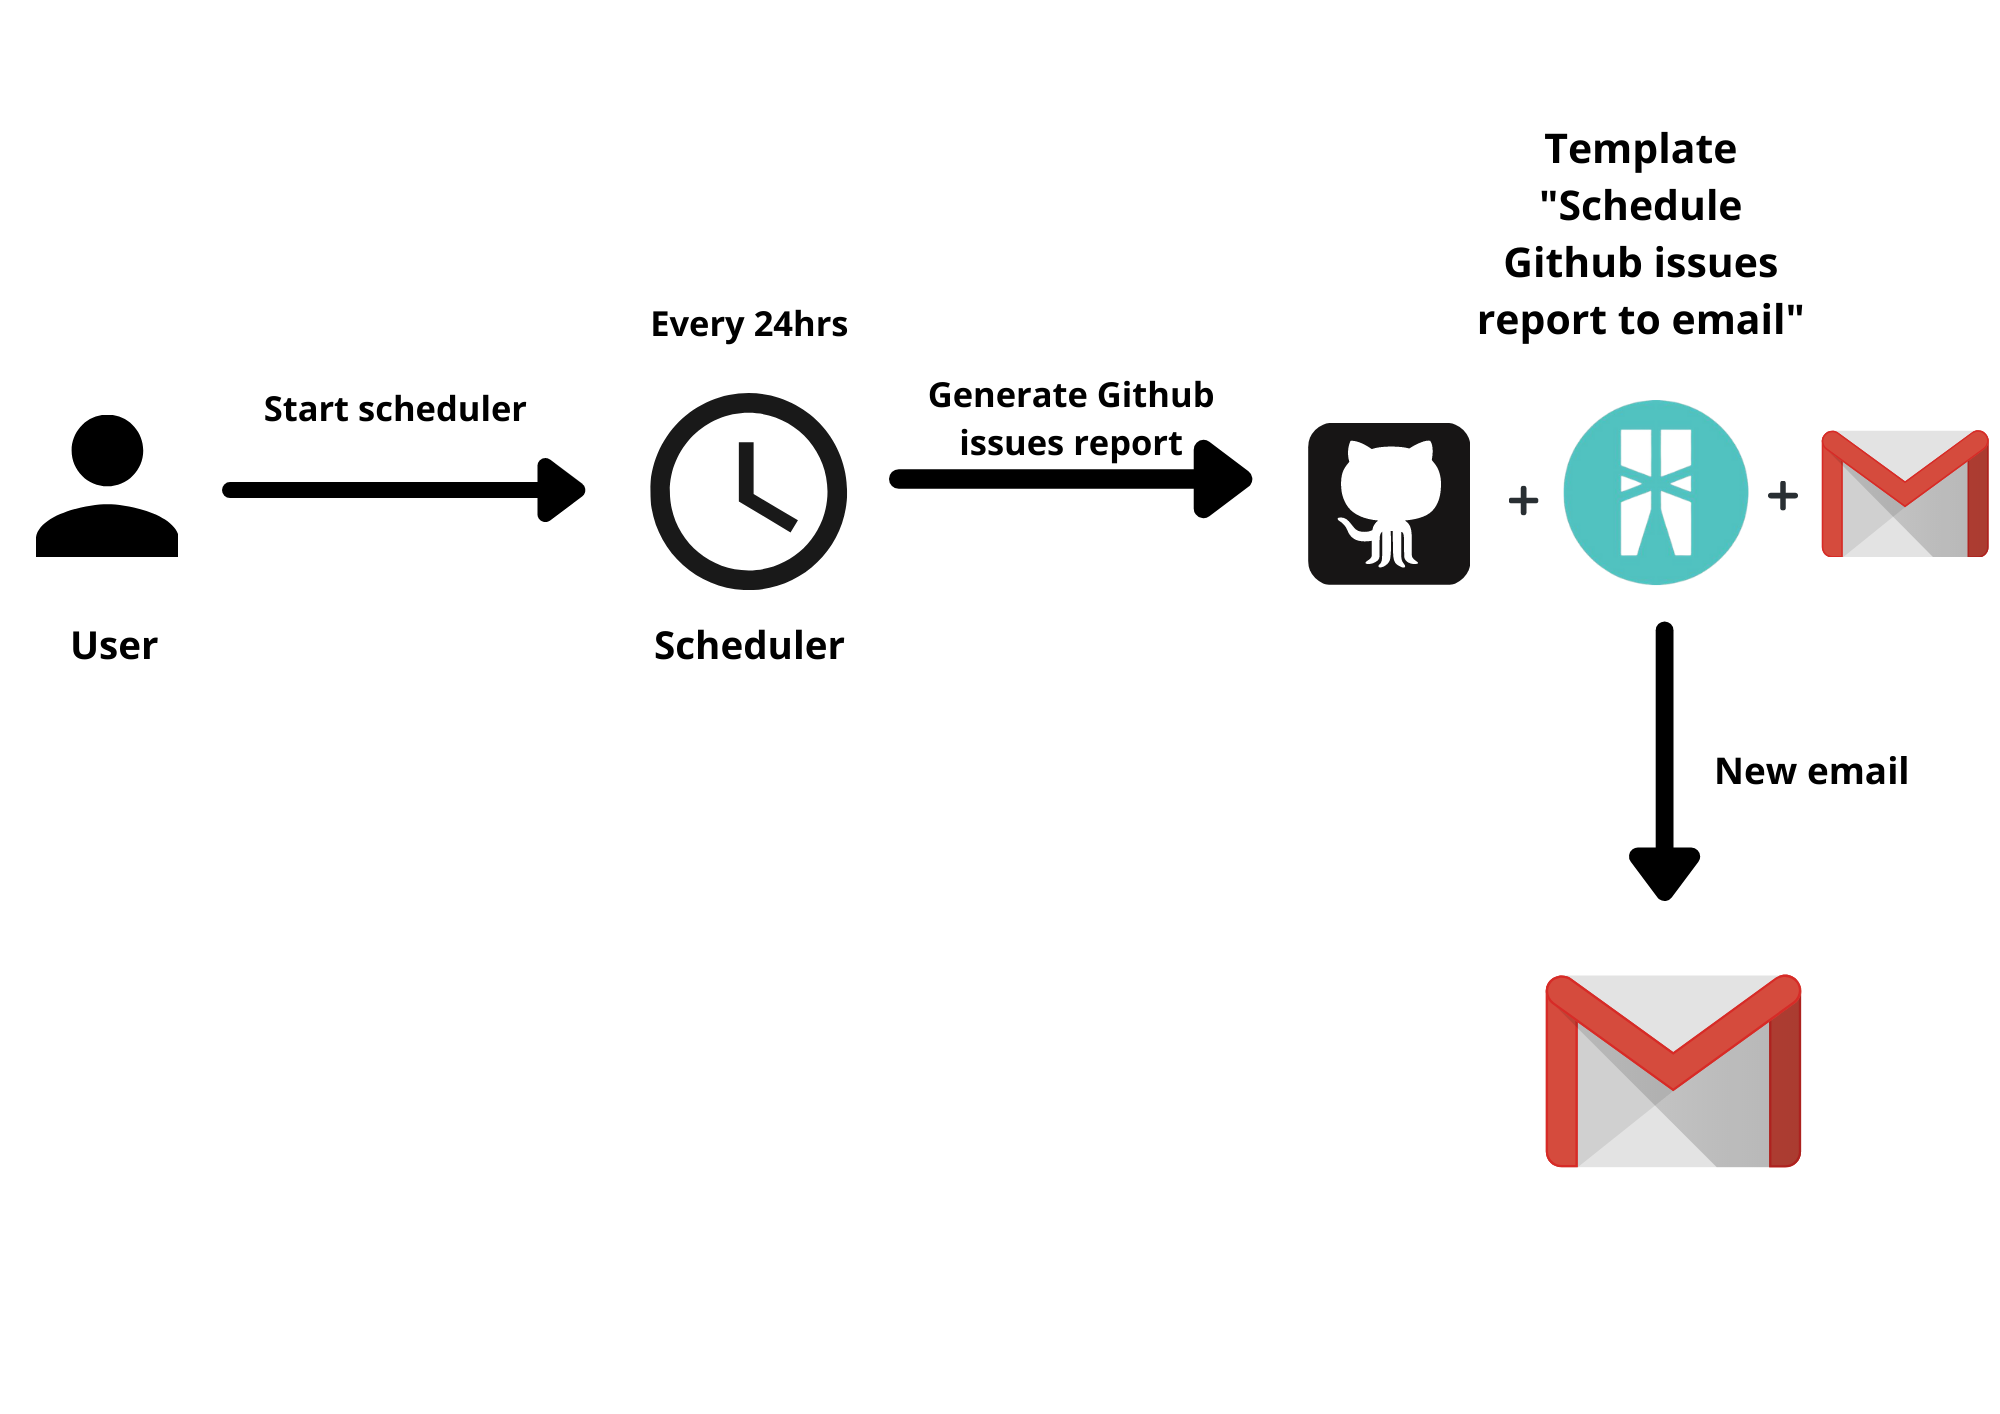 Template
"Schedule
Github issues
report to email"
Every 24hrs
Start scheduler
Generate Github
issues report
+
+
User
Scheduler
New email